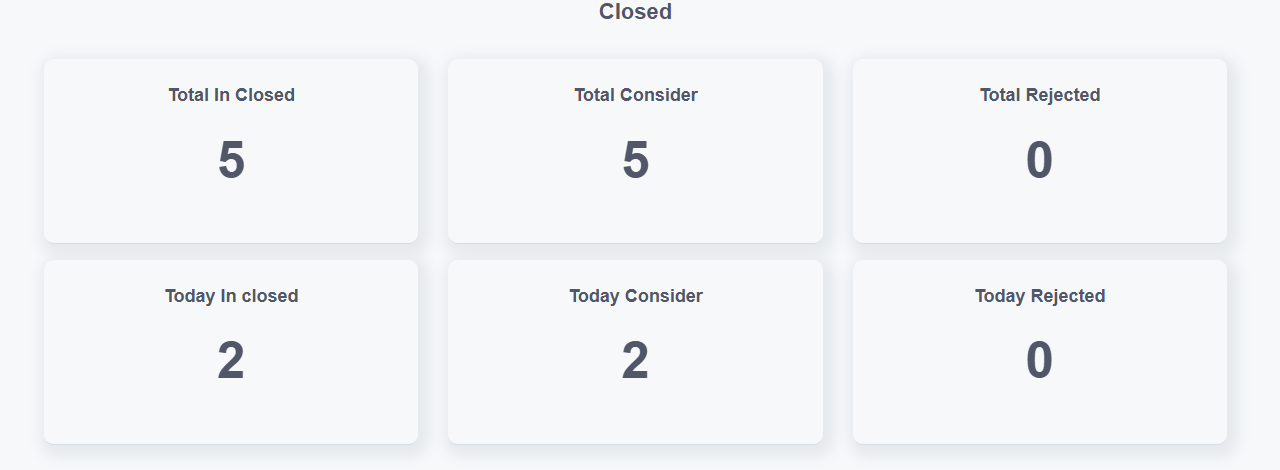 Closed
Total In Closed
Total Consider
Total Rejected
5
5
0
Today In closed
Today Consider
Today Rejected
2
2
0